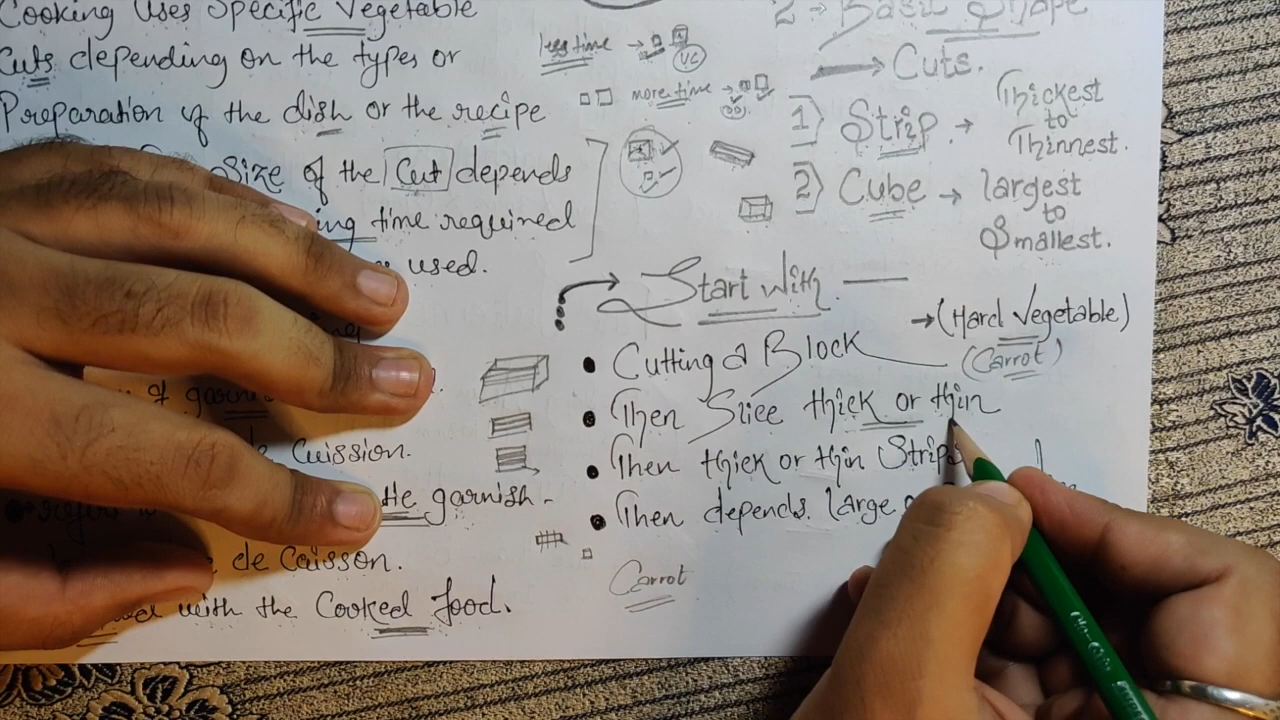 Cooking Uses Specific Vegetable
Cuts depending on the types or
Preparation of the dish or the recipe
Size of the Cut depends
ing time required
used.
of garni
Cuission.
the garnish -
de Caisson.
with the Cooked food.
less time →
VC
more time →
2 → Basic Shape
→ Cuts.
1) Strip → Thickest
to
Thinnest.
2) Cube → largest
to
Smallest.
Start With
→ (Hard Vegetable)
• Cutting a Block (Carrot)
• Then Slice thick or thin
• Then thick or thin Strips
• Then depends. large
Carrot